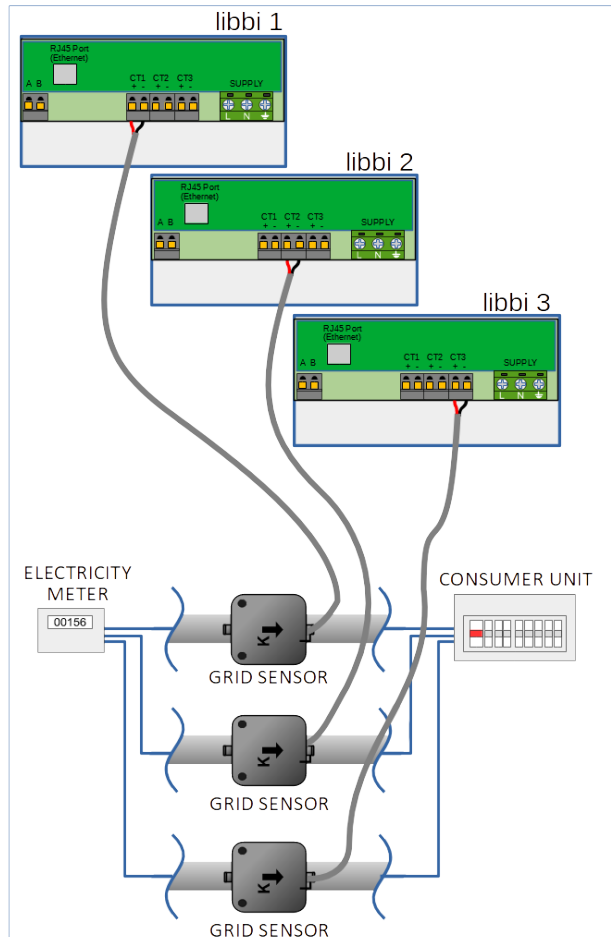 libbi 1
RJ45 Port
(Ethernet)
A B
CT1 CT2 CT3
+ - + - + -
SUPPLY
L N
libbi 2
RJ45 Port
(Ethernet)
A B
CT1 CT2 CT3
+ - + - + -
SUPPLY
L N
libbi 3
RJ45 Port
(Ethernet)
A B
CT1 CT2 CT3
+ - + - + -
SUPPLY
L N
ELECTRICITY
METER
00156
CONSUMER UNIT
K
GRID SENSOR
K
GRID SENSOR
K
GRID SENSOR